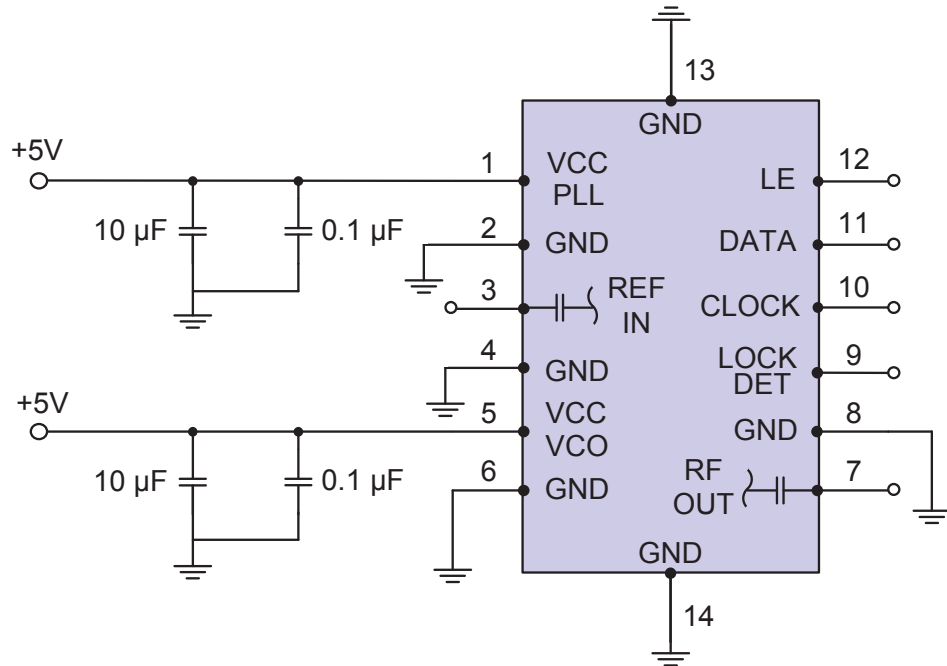 13
GND
+5V
1
VCC
PLL
12
LE
10 µF
0.1 µF
2
GND
11
DATA
3
REF
IN
10
CLOCK
4
GND
9
LOCK
DET
+5V
5
VCC
VCO
8
GND
10 µF
0.1 µF
6
GND
7
RF
OUT
GND
14